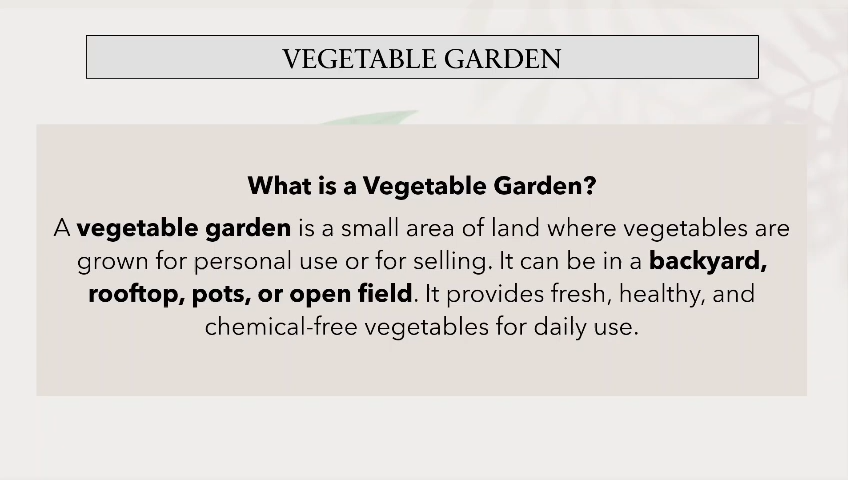 VEGETABLE GARDEN
What is a Vegetable Garden?
A vegetable garden is a small area of land where vegetables are
grown for personal use or for selling. It can be in a backyard,
rooftop, pots, or open field. It provides fresh, healthy, and
chemical-free vegetables for daily use.